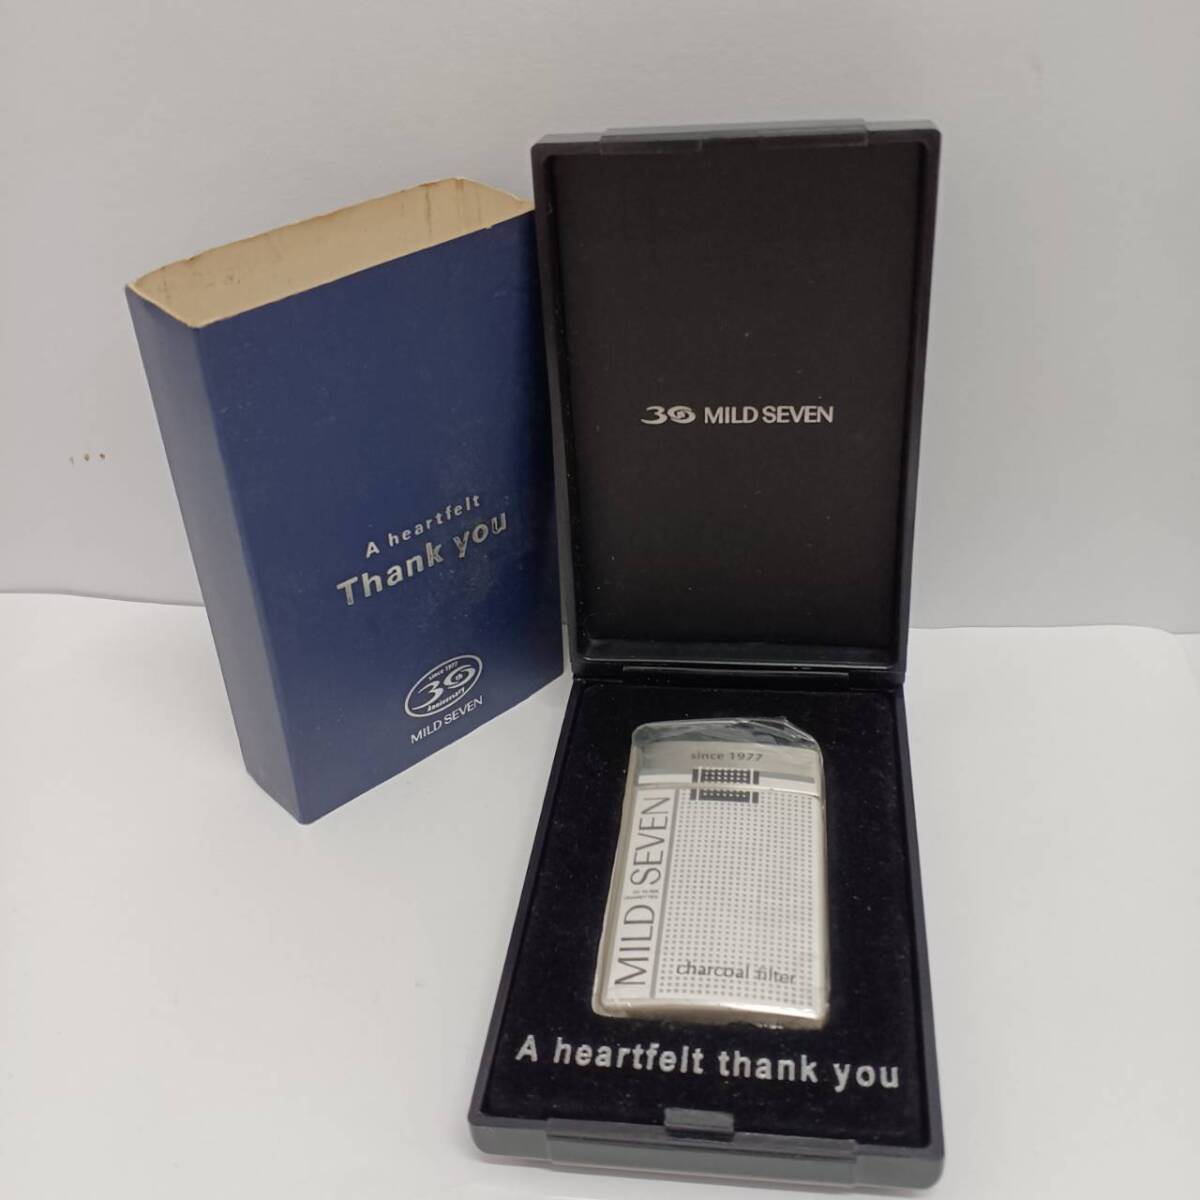 A heartfelt
Thank you
since 1977
30th
Anniversary
MILD SEVEN
30 MILD SEVEN
since 1977
MILD SEVEN
charcoal filter
A heartfelt thank you